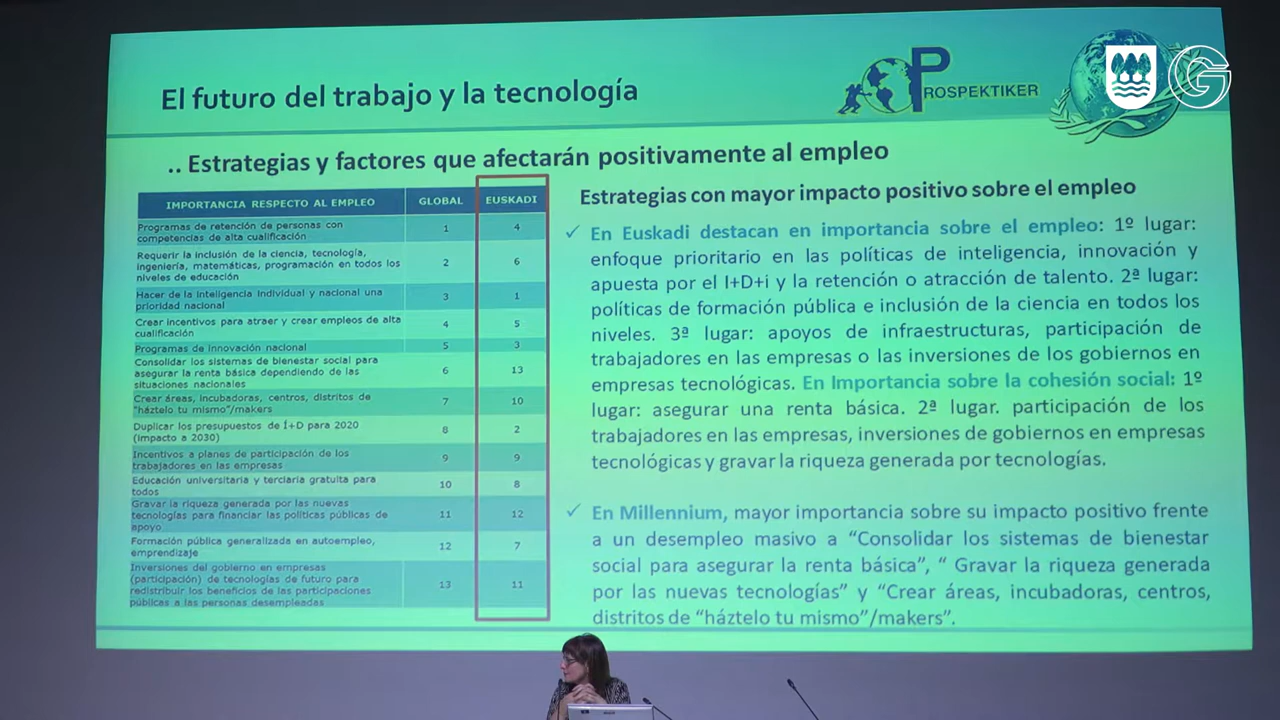 El futuro del trabajo y la tecnología
PROSPEKTIKER
G
.. Estrategias y factores que afectarán positivamente al empleo
IMPORTANCIA RESPECTO AL EMPLEO GLOBAL EUSKADI
Programas de retención de personas con
competencias de alta cualificación 1 4
Requerir la inclusión de la ciencia, tecnología,
ingeniería, matemáticas, programación en todos los 2 6
niveles de educación
Hacer de la inteligencia individual y nacional una
prioridad nacional 3 1
Crear incentivos para atraer y crear empleos de alta
cualificación 4 5
Programas de innovación nacional 5 3
Consolidar los sistemas de bienestar social para
asegurar la renta básica dependiendo de las 6 13
situaciones nacionales
Crear áreas, incubadoras, centros, distritos de
"háztelo tu mismo"/makers 7 10
Duplicar los presupuestos de I+D para 2020
(impacto a 2030) 8 2
Incentivos a planes de participación de los
trabajadores en las empresas 9 9
Educación universitaria y terciaria gratuita para
todos 10 8
Gravar la riqueza generada por las nuevas
tecnologías para financiar las políticas públicas de 11 12
apoyo
Formación pública generalizada en autoempleo,
emprendizaje 12 7
Inversiones del gobierno en empresas
(participación) de tecnologías de futuro para
redistribuir los beneficios de las participaciones 13 11
públicas a las personas desempleadas
Estrategias con mayor impacto positivo sobre el empleo
✓ En Euskadi destacan en importancia sobre el empleo: 1º lugar:
enfoque prioritario en las políticas de inteligencia, innovación y
apuesta por el I+D+i y la retención o atracción de talento. 2ª lugar:
políticas de formación pública e inclusión de la ciencia en todos los
niveles. 3ª lugar: apoyos de infraestructuras, participación de
trabajadores en las empresas o las inversiones de los gobiernos en
empresas tecnológicas. En Importancia sobre la cohesión social: 1º
lugar: asegurar una renta básica. 2ª lugar. participación de los
trabajadores en las empresas, inversiones de gobiernos en empresas
tecnológicas y gravar la riqueza generada por tecnologías.
✓ En Millennium, mayor importancia sobre su impacto positivo frente
a un desempleo masivo a "Consolidar los sistemas de bienestar
social para asegurar la renta básica", " Gravar la riqueza generada
por las nuevas tecnologías" y "Crear áreas, incubadoras, centros,
distritos de "háztelo tu mismo"/makers".